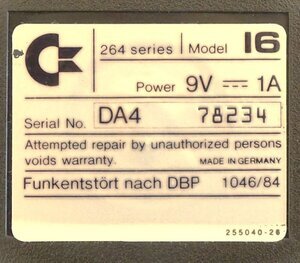 264 series Model 16
Power 9V ⎓ 1A
Serial No. DA4 78234
Attempted repair by unauthorized persons
voids warranty. MADE IN GERMANY
Funkentstört nach DBP 1046/84
255040-26